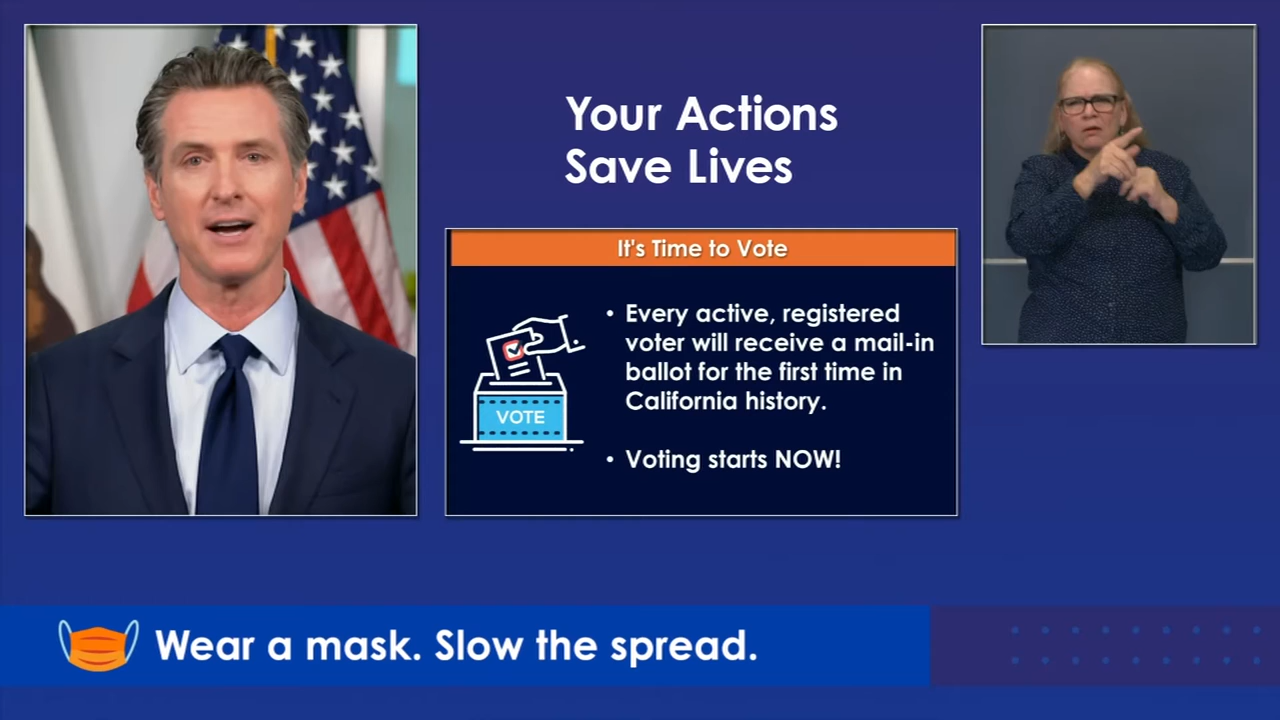 Your Actions
Save Lives
It's Time to Vote
• Every active, registered
voter will receive a mail-in
ballot for the first time in
California history.
• Voting starts NOW!
VOTE
Wear a mask. Slow the spread.